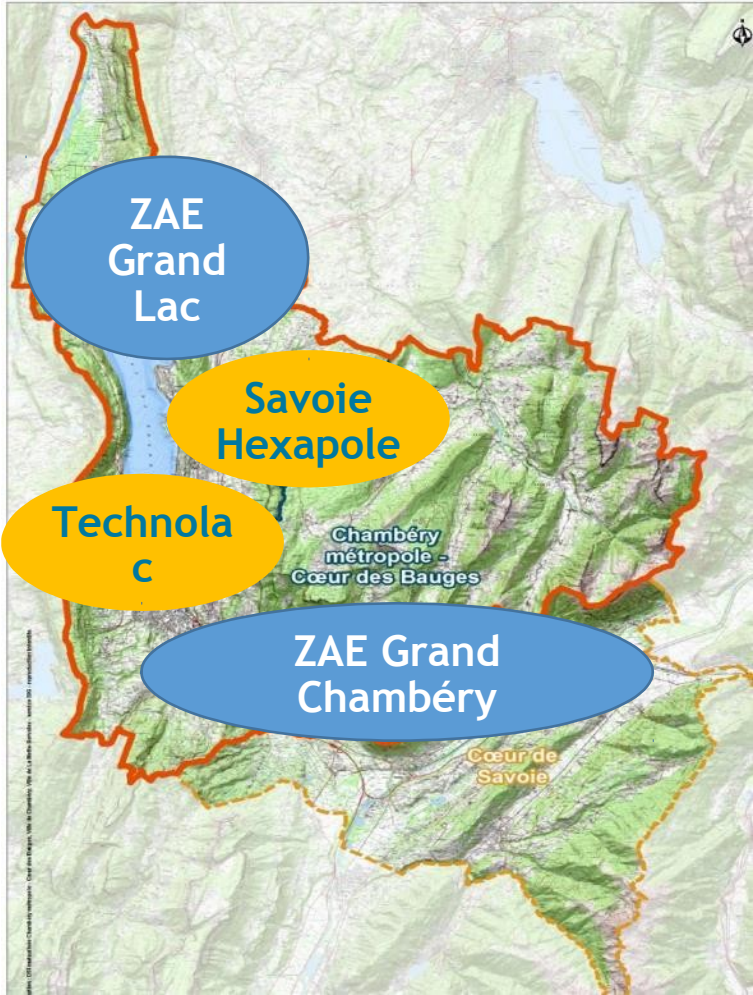 ZAE
Grand
Lac
Savoie
Hexapole
Technola
c
Chambéry
métropole -
Cœur des Bauges
ZAE Grand
Chambéry
Cœur de
Savoie